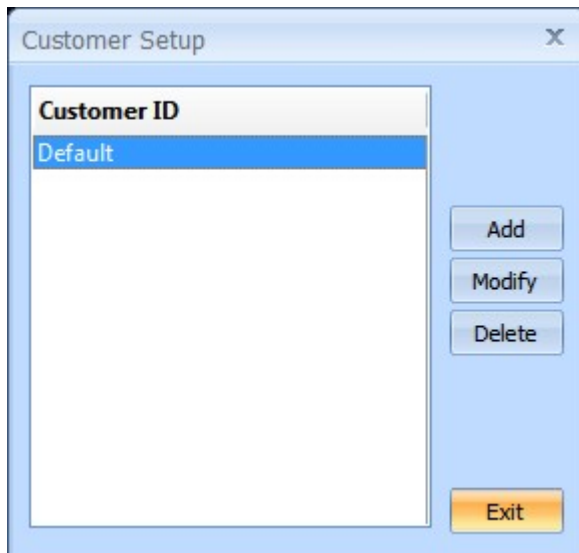 Customer Setup
X
Customer ID
Default
Add
Modify
Delete
Exit